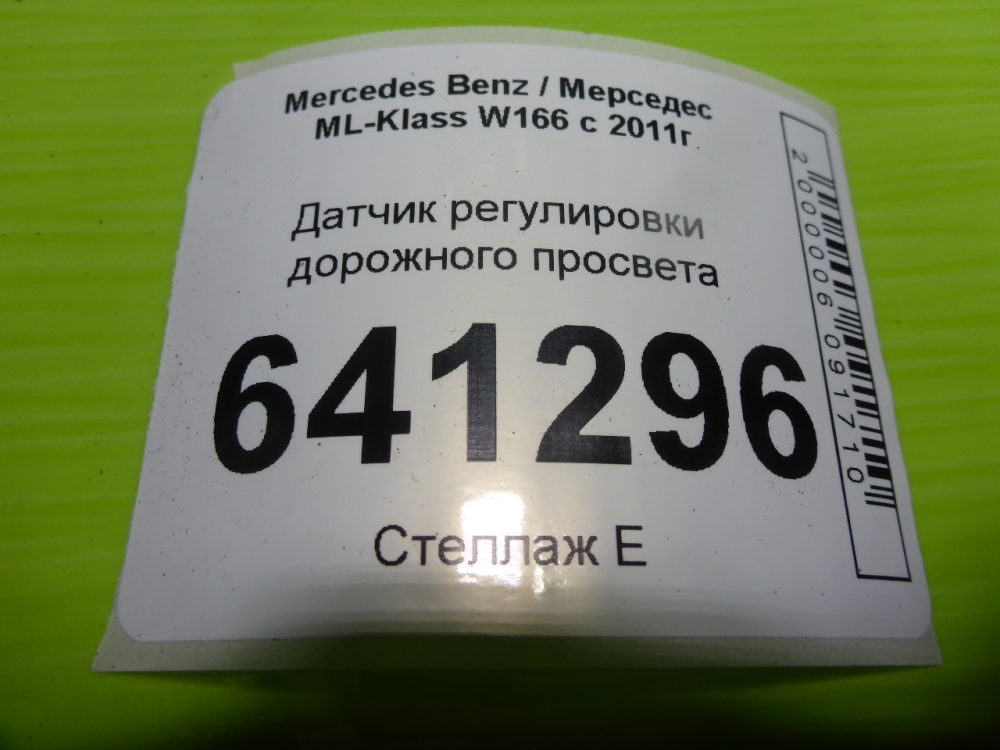 Mercedes Benz / Мерседес
ML-Klass W166 с 2011г
Датчик регулировки
дорожного просвета
641296
Стеллаж Е
2000006091710